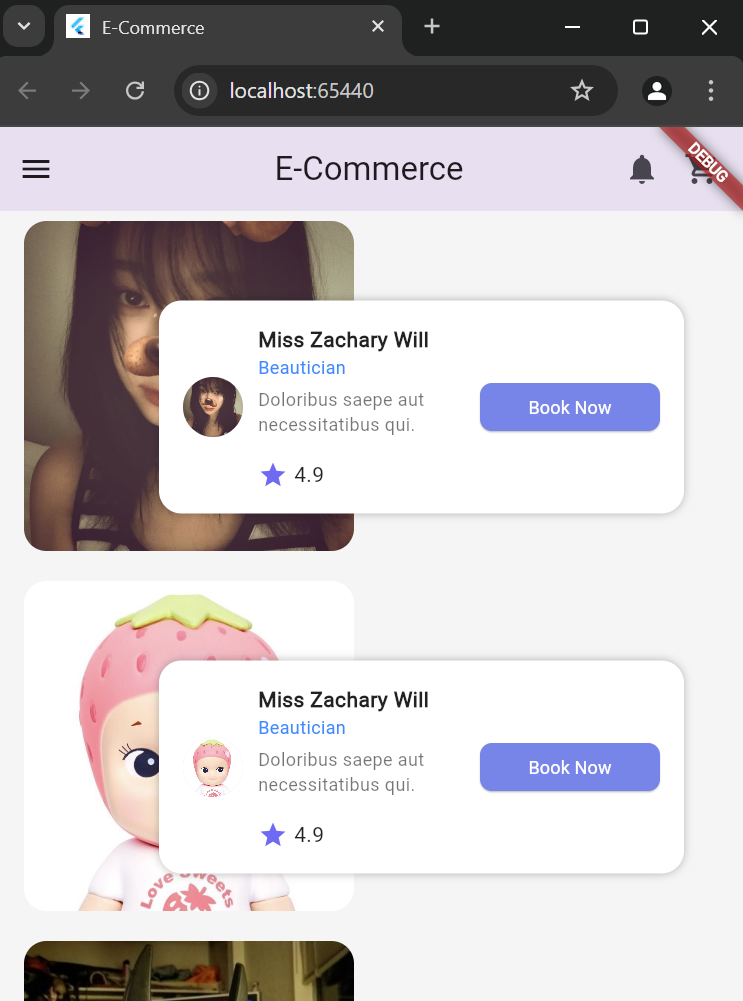 E-Commerce
localhost:65440
E-Commerce
DEBUG
Miss Zachary Will
Beautician
Doloribus saepe aut
necessitatibus qui.
4.9
Book Now
Miss Zachary Will
Beautician
Doloribus saepe aut
necessitatibus qui.
4.9
Book Now
Love Sweets